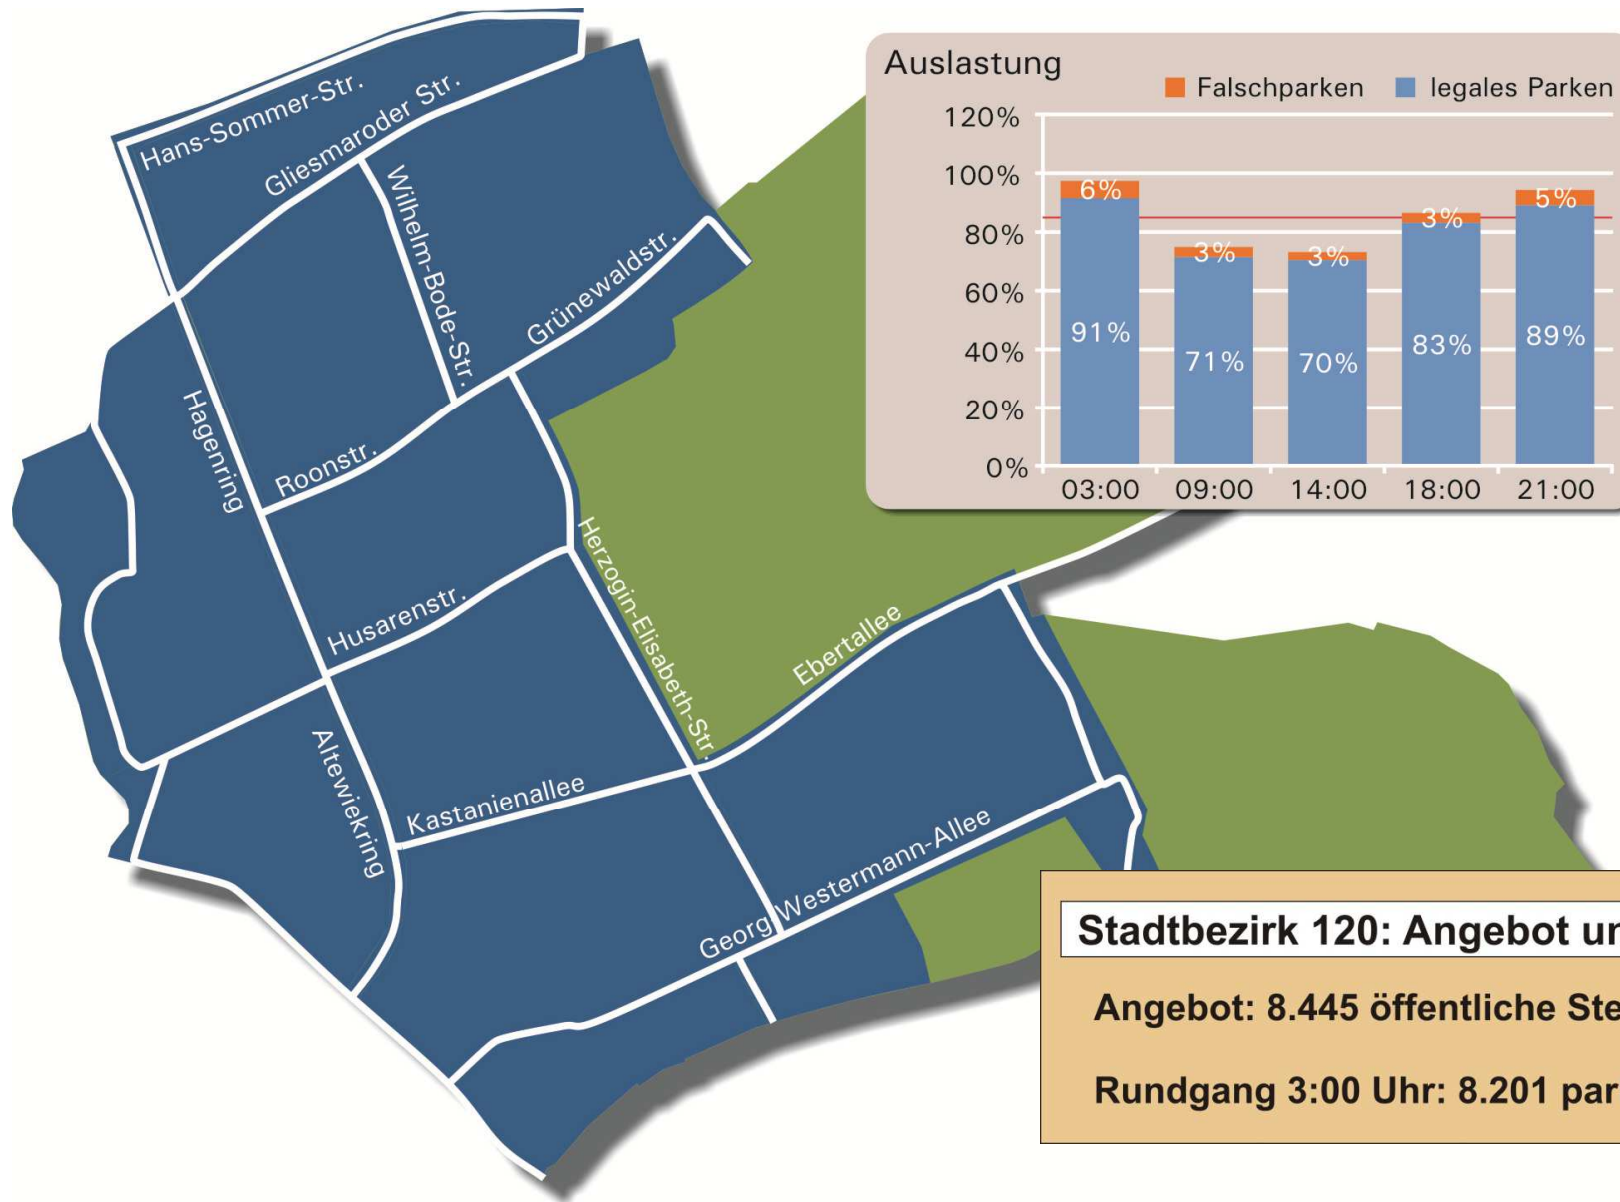 Hans-Sommer-Str.
Gliesmaroder Str.
Wilhelm-Bode-Str.
Grünewaldstr.
Hagenring
Roonstr.
Husarenstr.
Herzogin-Elisabeth-Str.
Ebertallee
Altewiekring
Kastanienallee
Georg Westermann-Allee
Auslastung
Falschparken legales Parken
120%
100%
80%
60%
40%
20%
0%
6% 3% 3% 3% 5%
91% 71% 70% 83% 89%
03:00 09:00 14:00 18:00 21:00
Stadtbezirk 120: Angebot
Angebot: 8.445 öffentliche
Rundgang 3:00 Uhr: 8.201